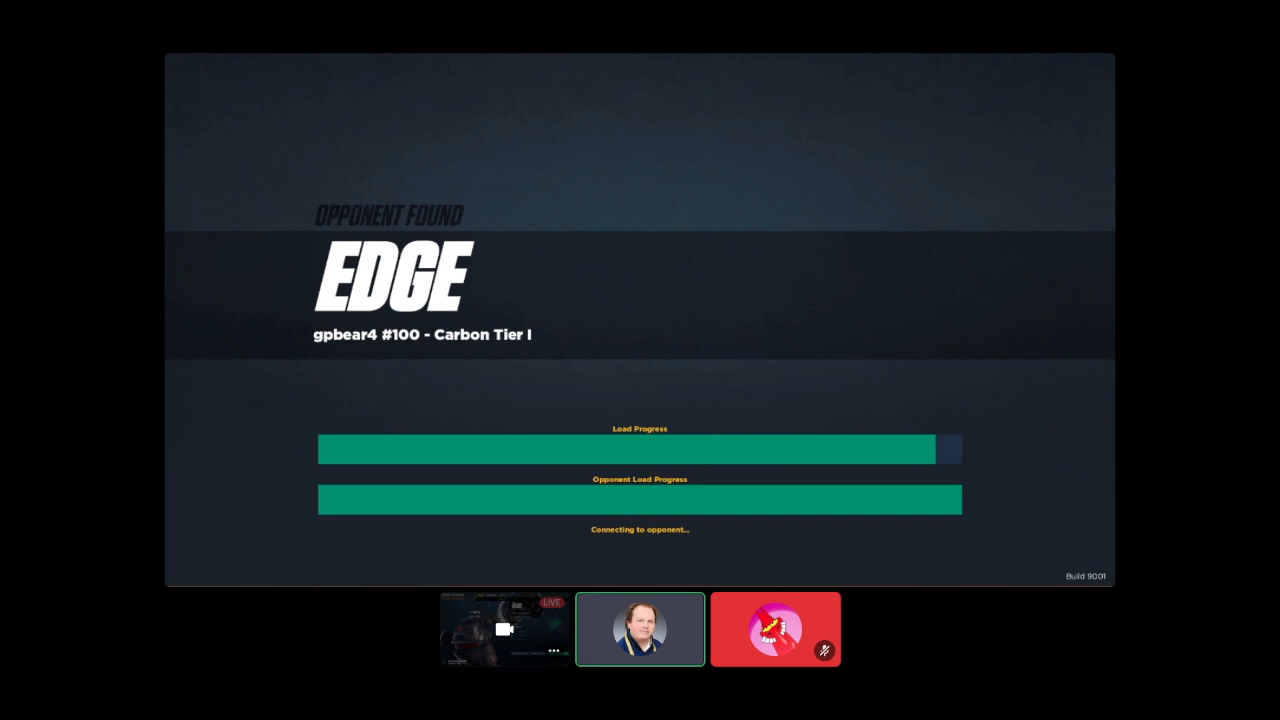 OPPONENT FOUND
EDGE
gpbear4 #100 - Carbon Tier I
Load Progress
Opponent Load Progress
Connecting to opponent...
Build 9001
LIVE